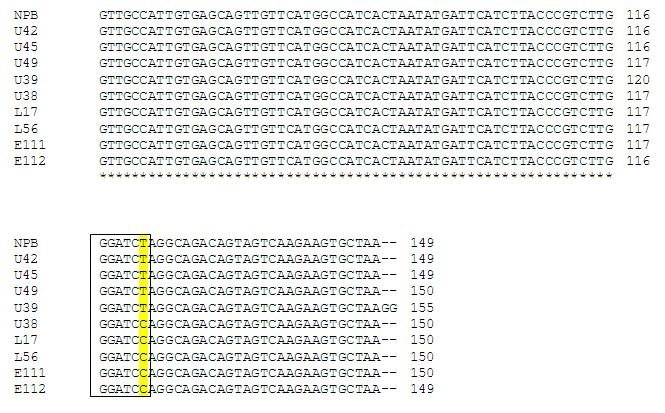 NPB GTTGCCATTGTGAGCAGTTGTTCATGGCCATCACTAATATGATTCATCTTACCCGTCTTG 116
U42 GTTGCCATTGTGAGCAGTTGTTCATGGCCATCACTAATATGATTCATCTTACCCGTCTTG 116
U45 GTTGCCATTGTGAGCAGTTGTTCATGGCCATCACTAATATGATTCATCTTACCCGTCTTG 116
U49 GTTGCCATTGTGAGCAGTTGTTCATGGCCATCACTAATATGATTCATCTTACCCGTCTTG 117
U39 GTTGCCATTGTGAGCAGTTGTTCATGGCCATCACTAATATGATTCATCTTACCCGTCTTG 120
U38 GTTGCCATTGTGAGCAGTTGTTCATGGCCATCACTAATATGATTCATCTTACCCGTCTTG 117
L17 GTTGCCATTGTGAGCAGTTGTTCATGGCCATCACTAATATGATTCATCTTACCCGTCTTG 117
L56 GTTGCCATTGTGAGCAGTTGTTCATGGCCATCACTAATATGATTCATCTTACCCGTCTTG 117
E111 GTTGCCATTGTGAGCAGTTGTTCATGGCCATCACTAATATGATTCATCTTACCCGTCTTG 117
E112 GTTGCCATTGTGAGCAGTTGTTCATGGCCATCACTAATATGATTCATCTTACCCGTCTTG 116
************************************************************
NPB GGATCTAGGCAGACAGTAGTCAAGAAGTGCTAA-- 149
U42 GGATCTAGGCAGACAGTAGTCAAGAAGTGCTAA-- 149
U45 GGATCTAGGCAGACAGTAGTCAAGAAGTGCTAA-- 149
U49 GGATCTAGGCAGACAGTAGTCAAGAAGTGCTAA-- 150
U39 GGATCTAGGCAGACAGTAGTCAAGAAGTGCTAAGG 155
U38 GGATCCAGGCAGACAGTAGTCAAGAAGTGCTAA-- 150
L17 GGATCCAGGCAGACAGTAGTCAAGAAGTGCTAA-- 150
L56 GGATCCAGGCAGACAGTAGTCAAGAAGTGCTAA-- 150
E111 GGATCCAGGCAGACAGTAGTCAAGAAGTGCTAA-- 150
E112 GGATCCAGGCAGACAGTAGTCAAGAAGTGCTAA-- 149